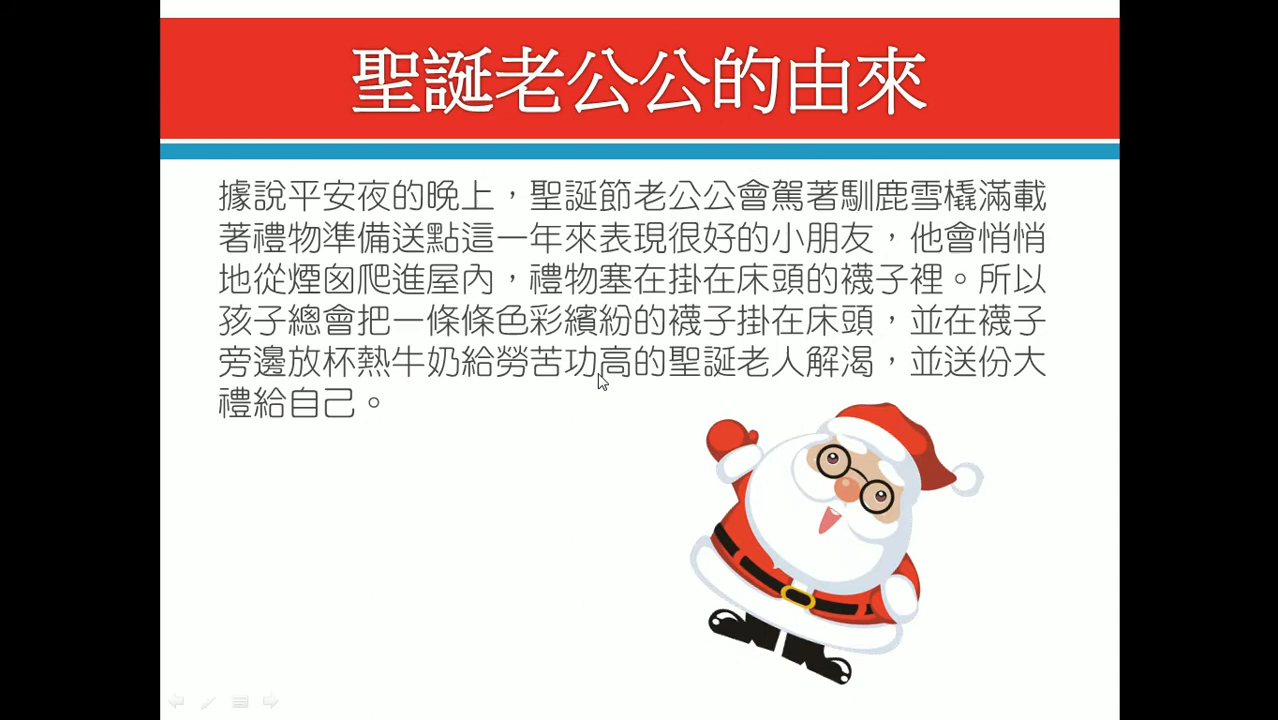 聖誕老公公的由來
據說平安夜的晚上，聖誕節老公公會駕著馴鹿雪橇滿載
著禮物準備送點這一年來表現很好的小朋友，他會悄悄
地從煙囪爬進屋內，禮物塞在掛在床頭的襪子裡。所以
孩子總會把一條條色彩繽紛的襪子掛在床頭，並在襪子
旁邊放杯熱牛奶給勞苦功高的聖誕老人解渴，並送份大
禮給自己。